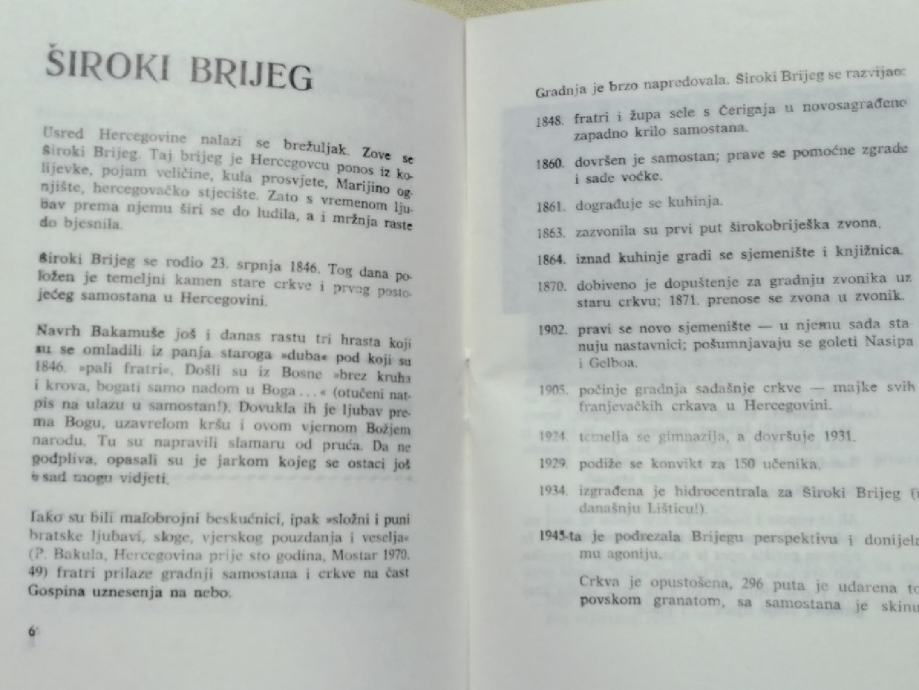 ŠIROKI BRIJEG
Usred Hercegovine nalazi se brežuljak. Zove se
Široki Brijeg. Taj brijeg je Hercegovcu ponos iz ko-
lijevke, pojam veličine, kula prosvjete, Marijino og-
njište, hercegovačko stjecište. Zato s vremenom lju-
bav prema njemu širi se do ludila, a i mržnja raste
do bjesnila.
Široki Brijeg se rodio 23. srpnja 1846. Tog dana po-
ložen je temeljni kamen stare crkve i prvog posto-
jećeg samostana u Hercegovini.
Navrh Bakamuše još i danas rastu tri hrasta koji
su se omladili iz panja staroga »duba« pod koji su
1846. »pali fratri«. Došli su iz Bosne »brez kruha
i krova, bogati samo nadom u Boga . . .« (otučeni nat-
pis na ulazu u samostan!). Dovukla ih je ljubav pre-
ma Bogu, uzavrelom kršu i ovom vjernom Božjem
narodu. Tu su napravili slamaru od pruća. Da ne
godpliva, opasali su je jarkom kojeg se ostaci još
i sad mogu vidjeti.
Iako su bili malobrojni beskućnici, ipak »složni i puni
bratske ljubavi, sloge, vjerskog pouzdanja i veselja«
(P. Bakula, Hercegovina prije sto godina, Mostar 1970,
49) fratri prilaze gradnji samostana i crkve na čast
Gospina uznesenja na nebo.
6
Gradnja je brzo napredovala. Široki Brijeg se razvijao:
1848. fratri i župa sele s Čerigaja u novosagrađeno
zapadno krilo samostana.
1860. dovršen je samostan; prave se pomoćne zgrade
i sade voćke.
1861. dograđuje se kuhinja.
1863. zazvonila su prvi put širokobriješka zvona.
1864. iznad kuhinje gradi se sjemenište i knjižnica.
1870. dobiveno je dopuštenje za gradnju zvonika uz
staru crkvu; 1871. prenose se zvona u zvonik.
1902. pravi se novo sjemenište — u njemu sada sta
nuju nastavnici; pošumnjavaju se goleti Nasipa
i Gelboa.
1905. počinje gradnja sadašnje crkve — majke svih
franjevačkih crkava u Hercegovini.
1924. temelja se gimnazija, a dovršuje 1931.
1929. podiže se konvikt za 150 učenika.
1934. izgrađena je hidrocentrala za Široki Brijeg (i
današnju Lišticu!).
1945-ta je podrezala Brijegu perspektivu i donijela
mu agoniju.
Crkva je opustošena, 296 puta je udarena to
povskom granatom, sa samostana je skinu